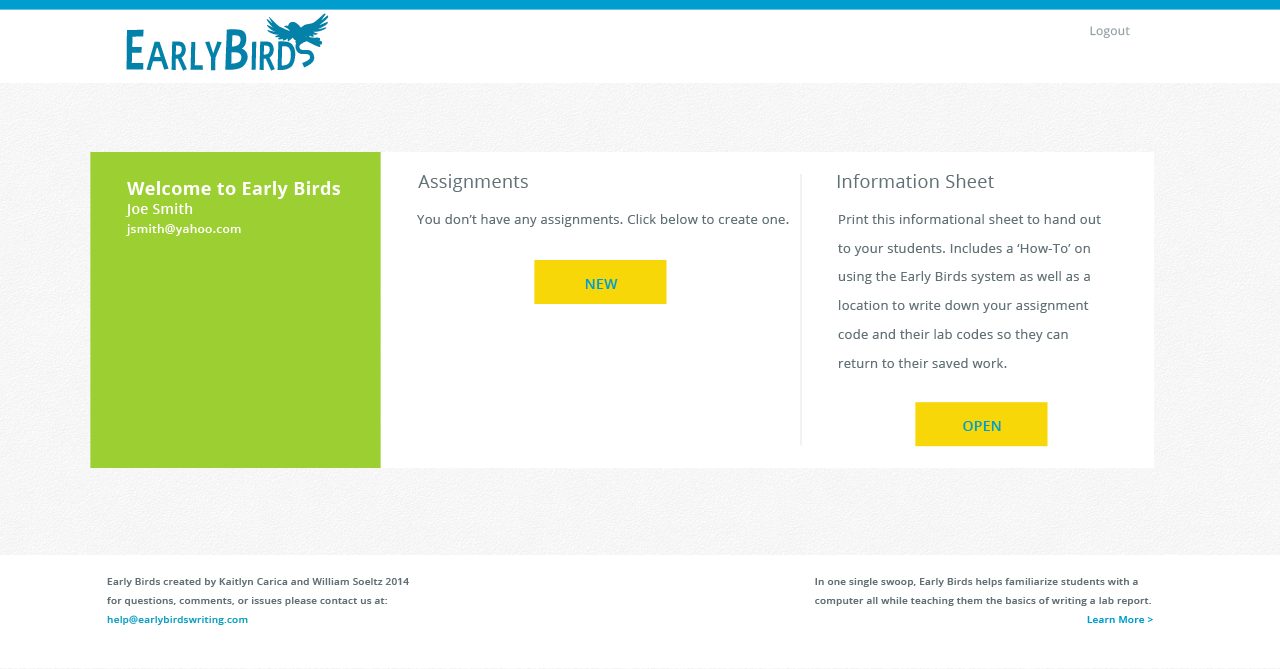 EARLYBIRDS
Logout
Welcome to Early Birds
Joe Smith
jsmith@yahoo.com
Assignments
You don’t have any assignments. Click below to create one.
NEW
Information Sheet
Print this informational sheet to hand out
to your students. Includes a ‘How-To’ on
using the Early Birds system as well as a
location to write down your assignment
code and their lab codes so they can
return to their saved work.
OPEN
Early Birds created by Kaitlyn Carica and William Soeltz 2014
for questions, comments, or issues please contact us at:
help@earlybirdswriting.com
In one single swoop, Early Birds helps familiarize students with a
computer all while teaching them the basics of writing a lab report.
Learn More >